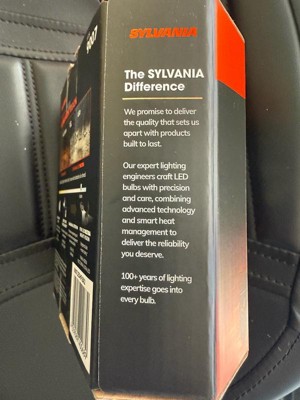 SYLVANIA
The SYLVANIA
Difference
We promise to deliver
the quality that sets us
apart with products
built to last.
Our expert lighting
engineers craft LED
bulbs with precision
and care, combining
advanced technology
and smart heat
management to
deliver the reliability
you deserve.
100+ years of lighting
expertise goes into
every bulb.